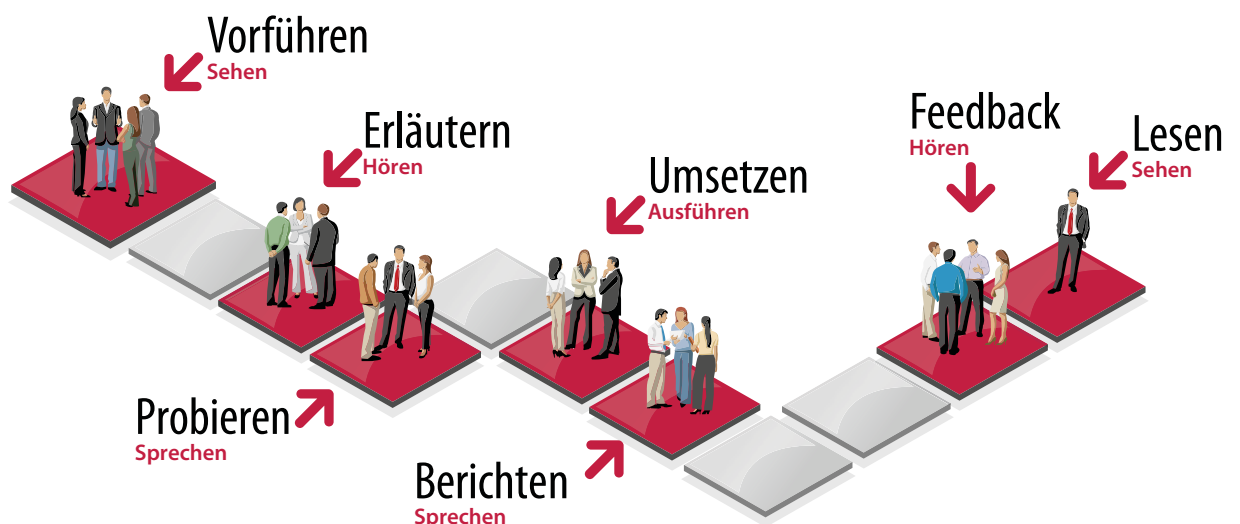 Vorführen
Sehen
Erläutern
Hören
Probieren
Sprechen
Umsetzen
Ausführen
Berichten
Sprechen
Feedback
Hören
Lesen
Sehen